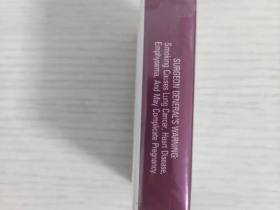 SURGEON GENERAL'S WARNING:
Smoking Causes Lung Cancer, Heart Disease,
Emphysema, And May Complicate Pregnancy.